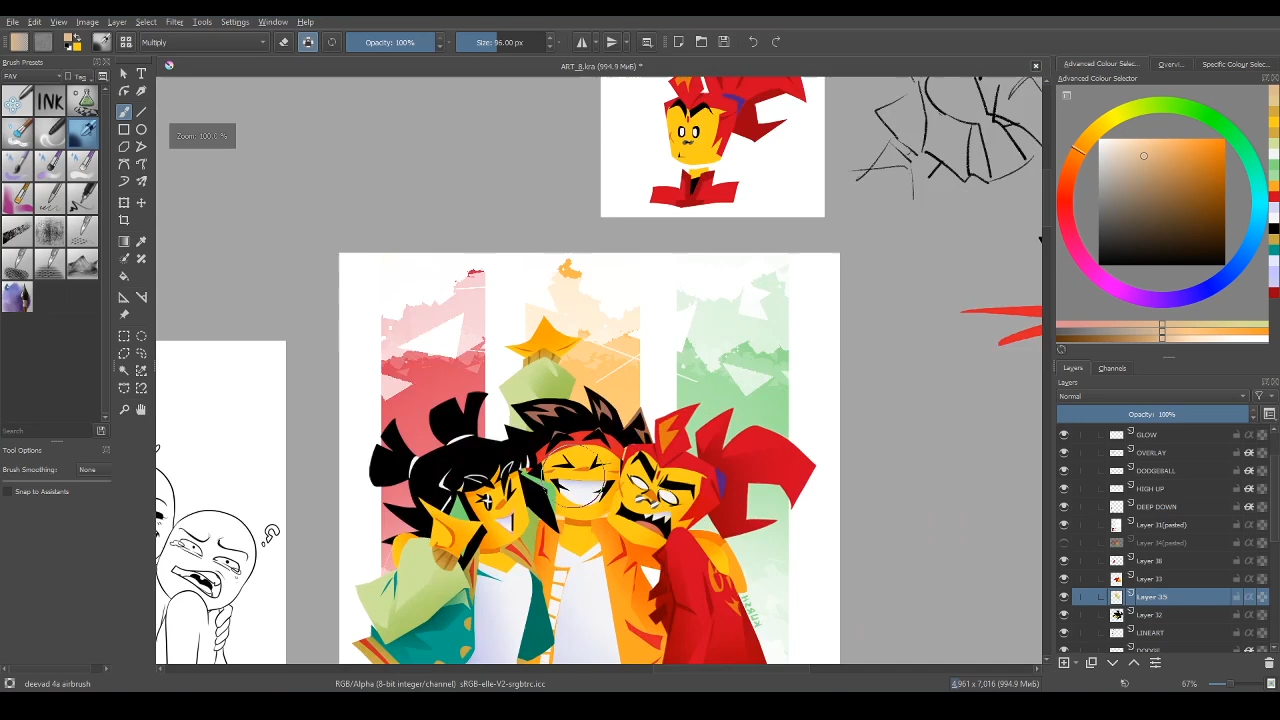 File Edit View Image Layer Select Filter Tools Settings Window Help
Multiply
Opacity: 100%
Size: 96.00 px
Brush Presets
FAV
Tag
ART_8.kra (994.9 МиБ) *
Advanced Colour Selec...
Overvi...
Specific Colour Selec...
Advanced Colour Selector
INK
Zoom: 100.0 %
Search
Tool Options
Brush Smoothing:
None
Snap to Assistants
Layers
Channels
Layers
Normal
Opacity: 100%
GLOW
OVERLAY
DODGEBALL
HIGH UP
DEEP DOWN
Layer 31(pasted)
Layer 34(pasted)
Layer 38
Layer 33
Layer 35
Layer 32
LINEART
deevad 4a airbrush
RGB/Alpha (8-bit integer/channel) sRGB-elle-V2-srgbtrc.icc
4,961 x 7,016 (994.9 МиБ)
67%